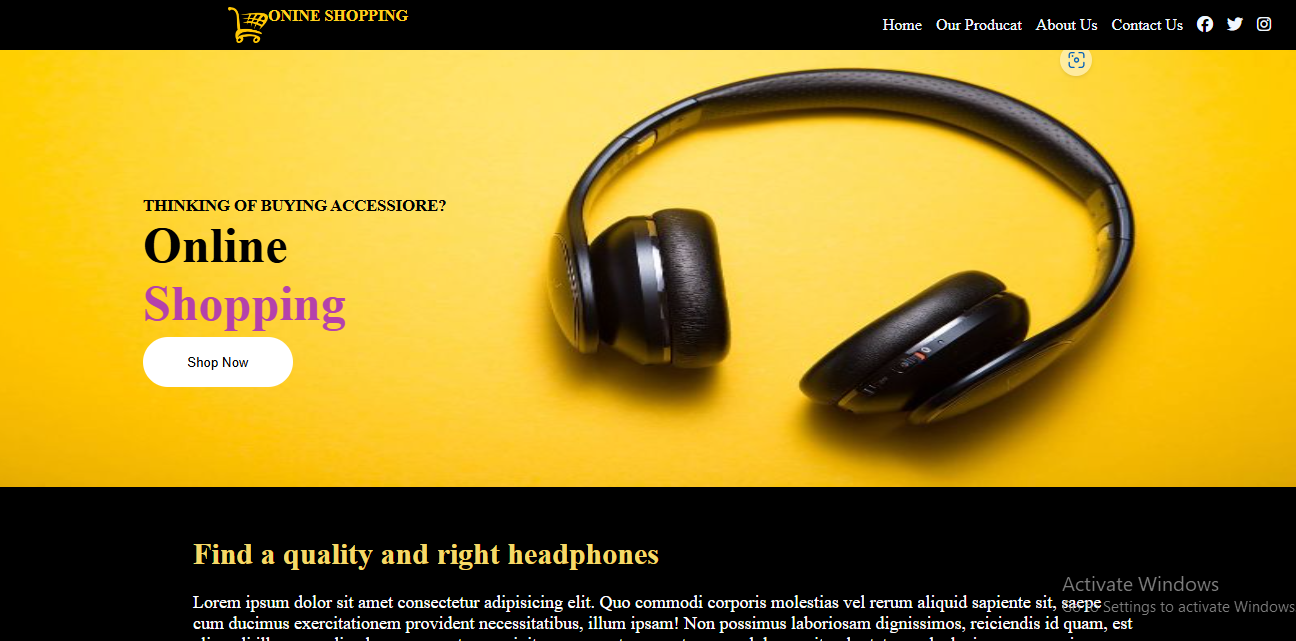 ONINE SHOPPING
Home Our Producat About Us Contact Us
THINKING OF BUYING ACCESSIORE?
Online
Shopping
Shop Now
Find a quality and right headphones
Lorem ipsum dolor sit amet consectetur adipisicing elit. Quo commodi corporis molestias vel rerum aliquid sapiente sit, saepe
cum ducimus exercitationem provident necessitatibus, illum ipsam! Non possimus laboriosam dignissimos, reiciendis id quam, est
Activate Windows
Go to Settings to activate Windows